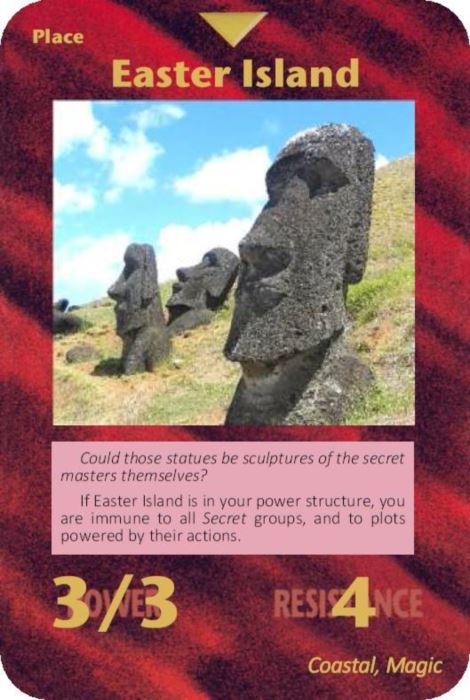 Place
Easter Island
Could those statues be sculptures of the secret
masters themselves?
If Easter Island is in your power structure, you
are immune to all Secret groups, and to plots
powered by their actions.
POWER
3/3
RESISTANCE
4
Coastal, Magic